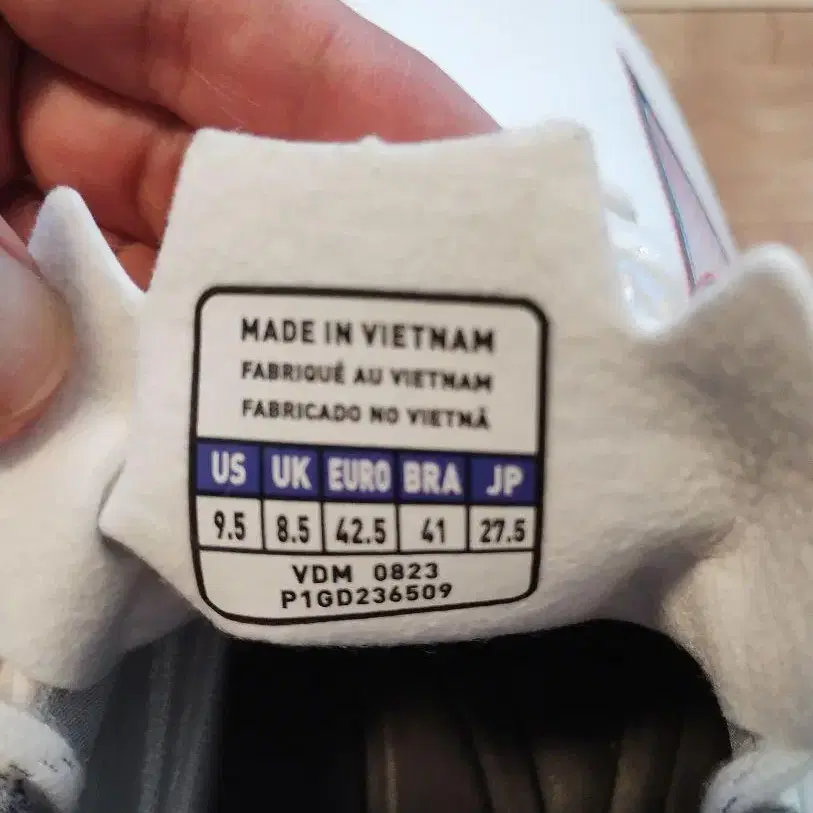 MADE IN VIETNAM
FABRIQUÉ AU VIETNAM
FABRICADO NO VIETNÃ
US UK EURO BRA JP
9.5 8.5 42.5 41 27.5
VDM 0823
P1GD236509